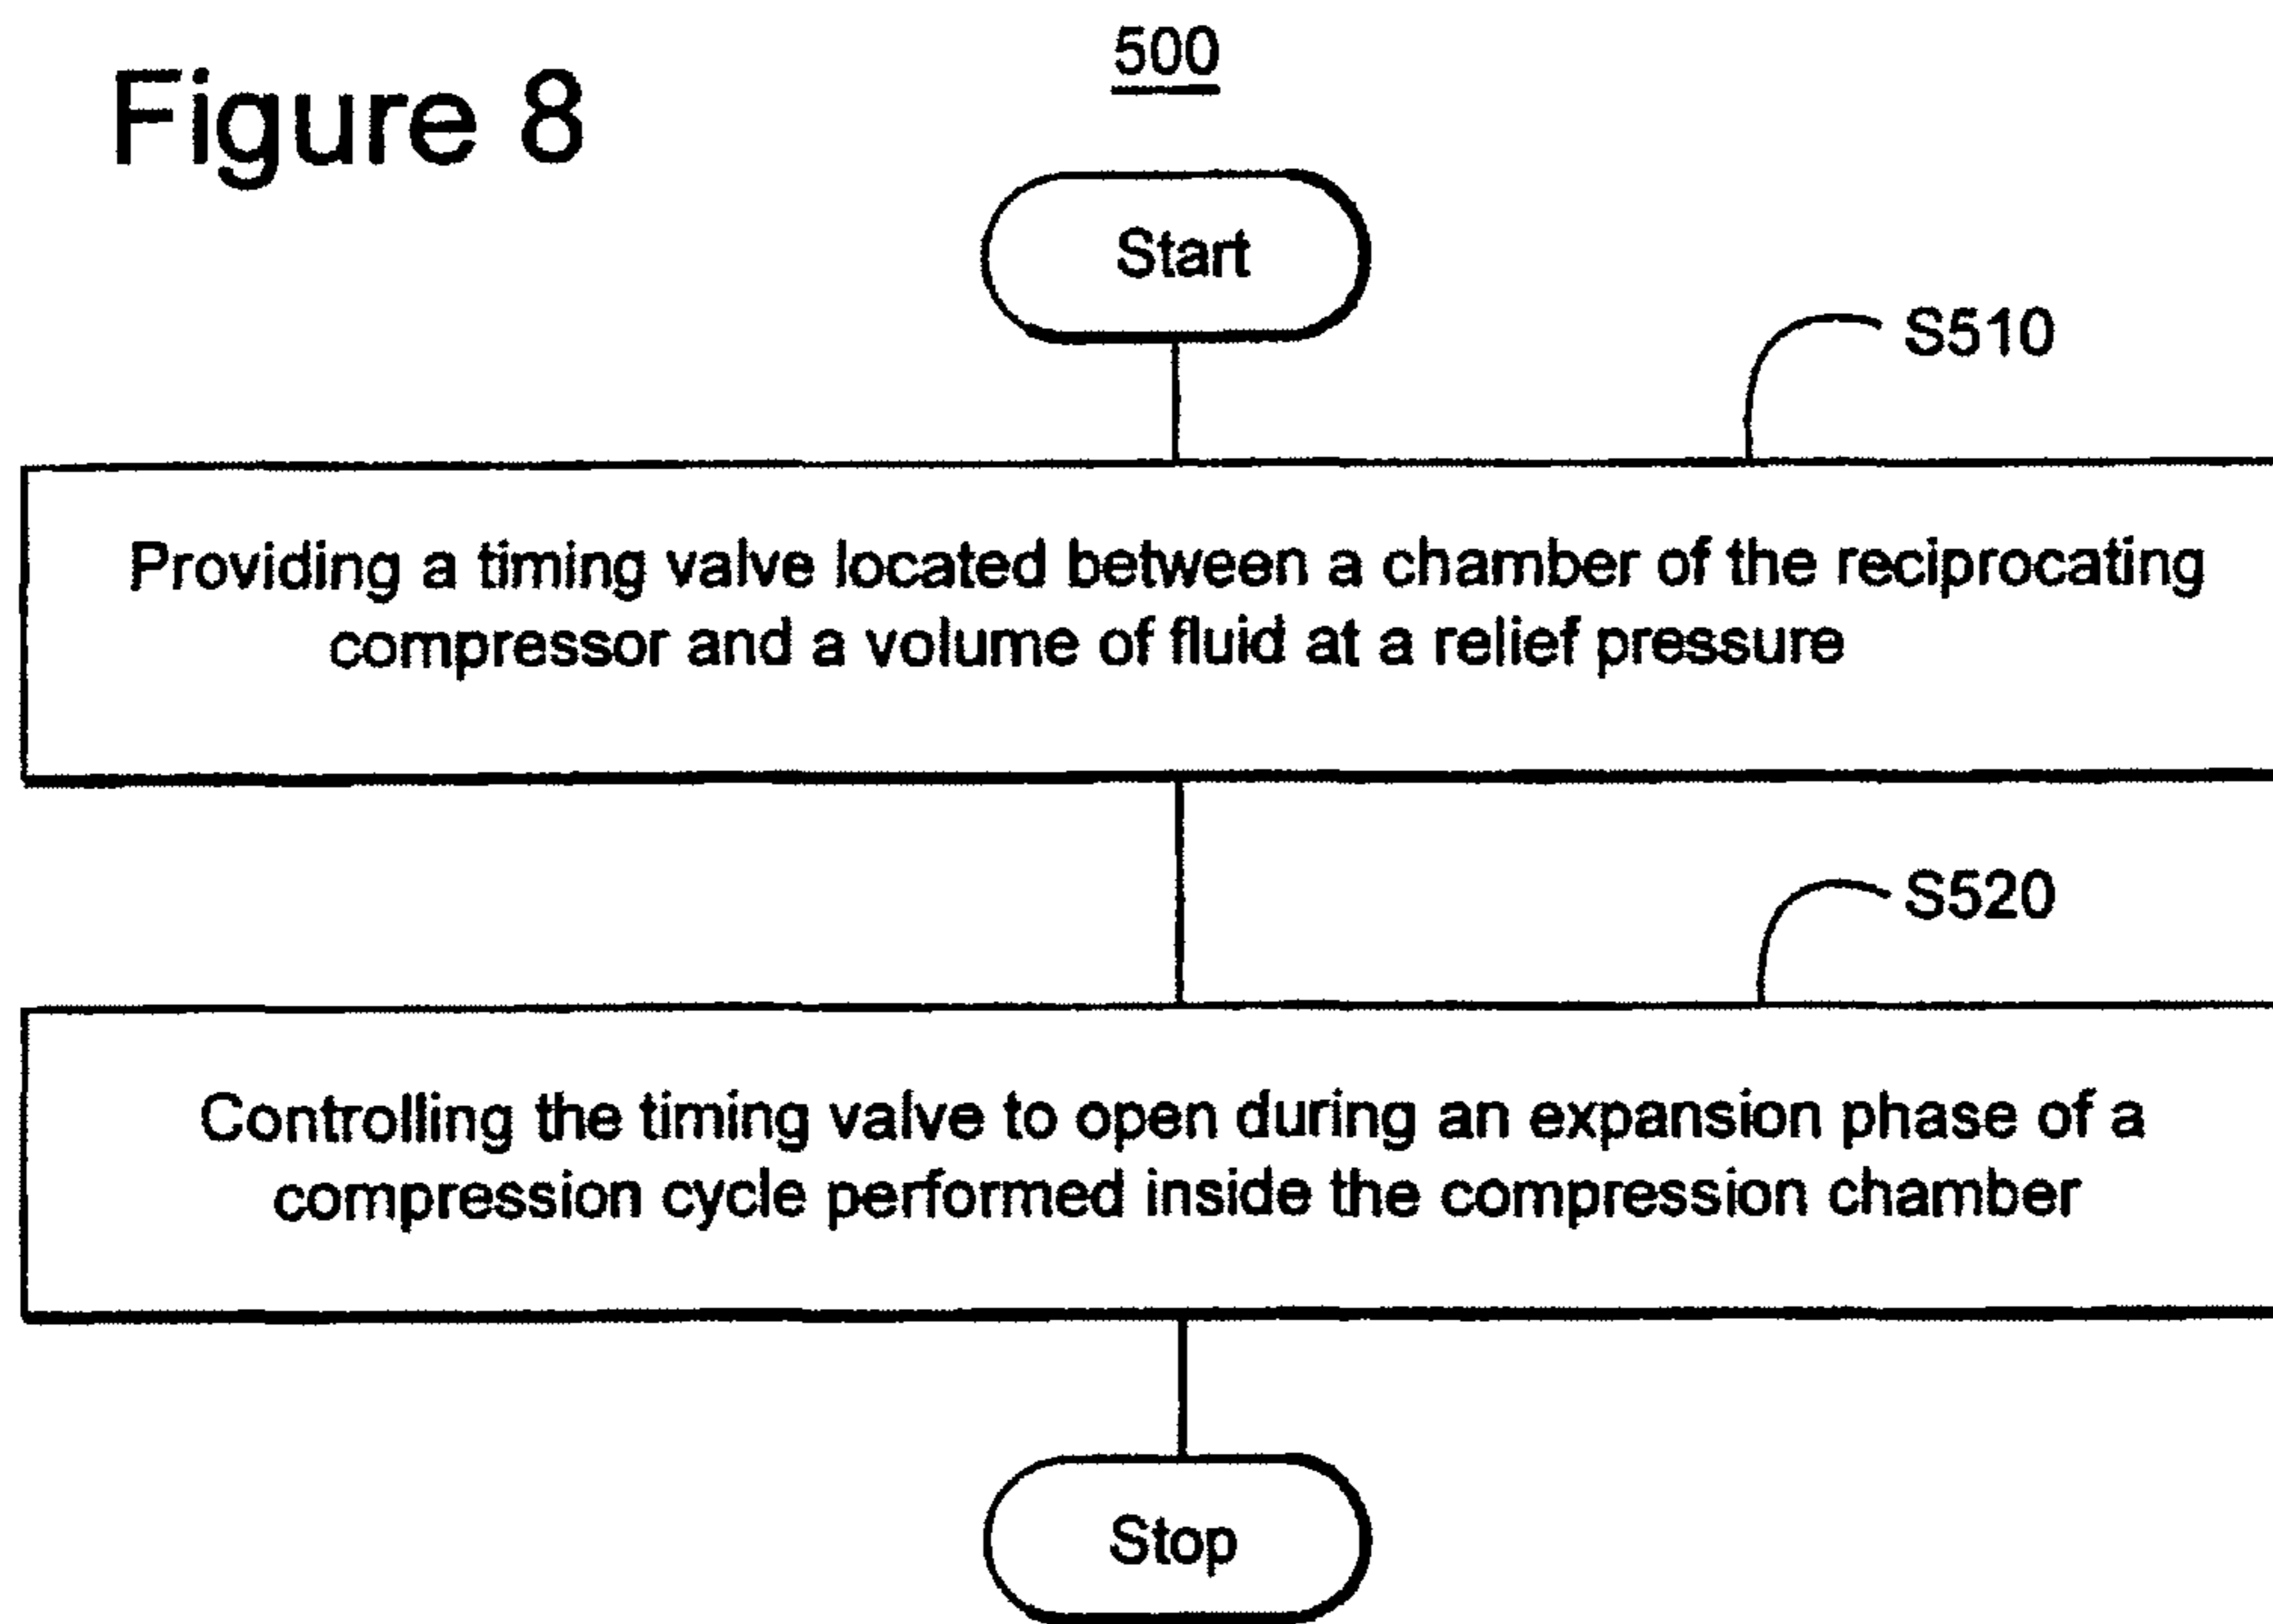 Figure 8
500
Start
S510
Providing a timing valve located between a chamber of the reciprocating
compressor and a volume of fluid at a relief pressure
S520
Controlling the timing valve to open during an expansion phase of a
compression cycle performed inside the compression chamber
Stop